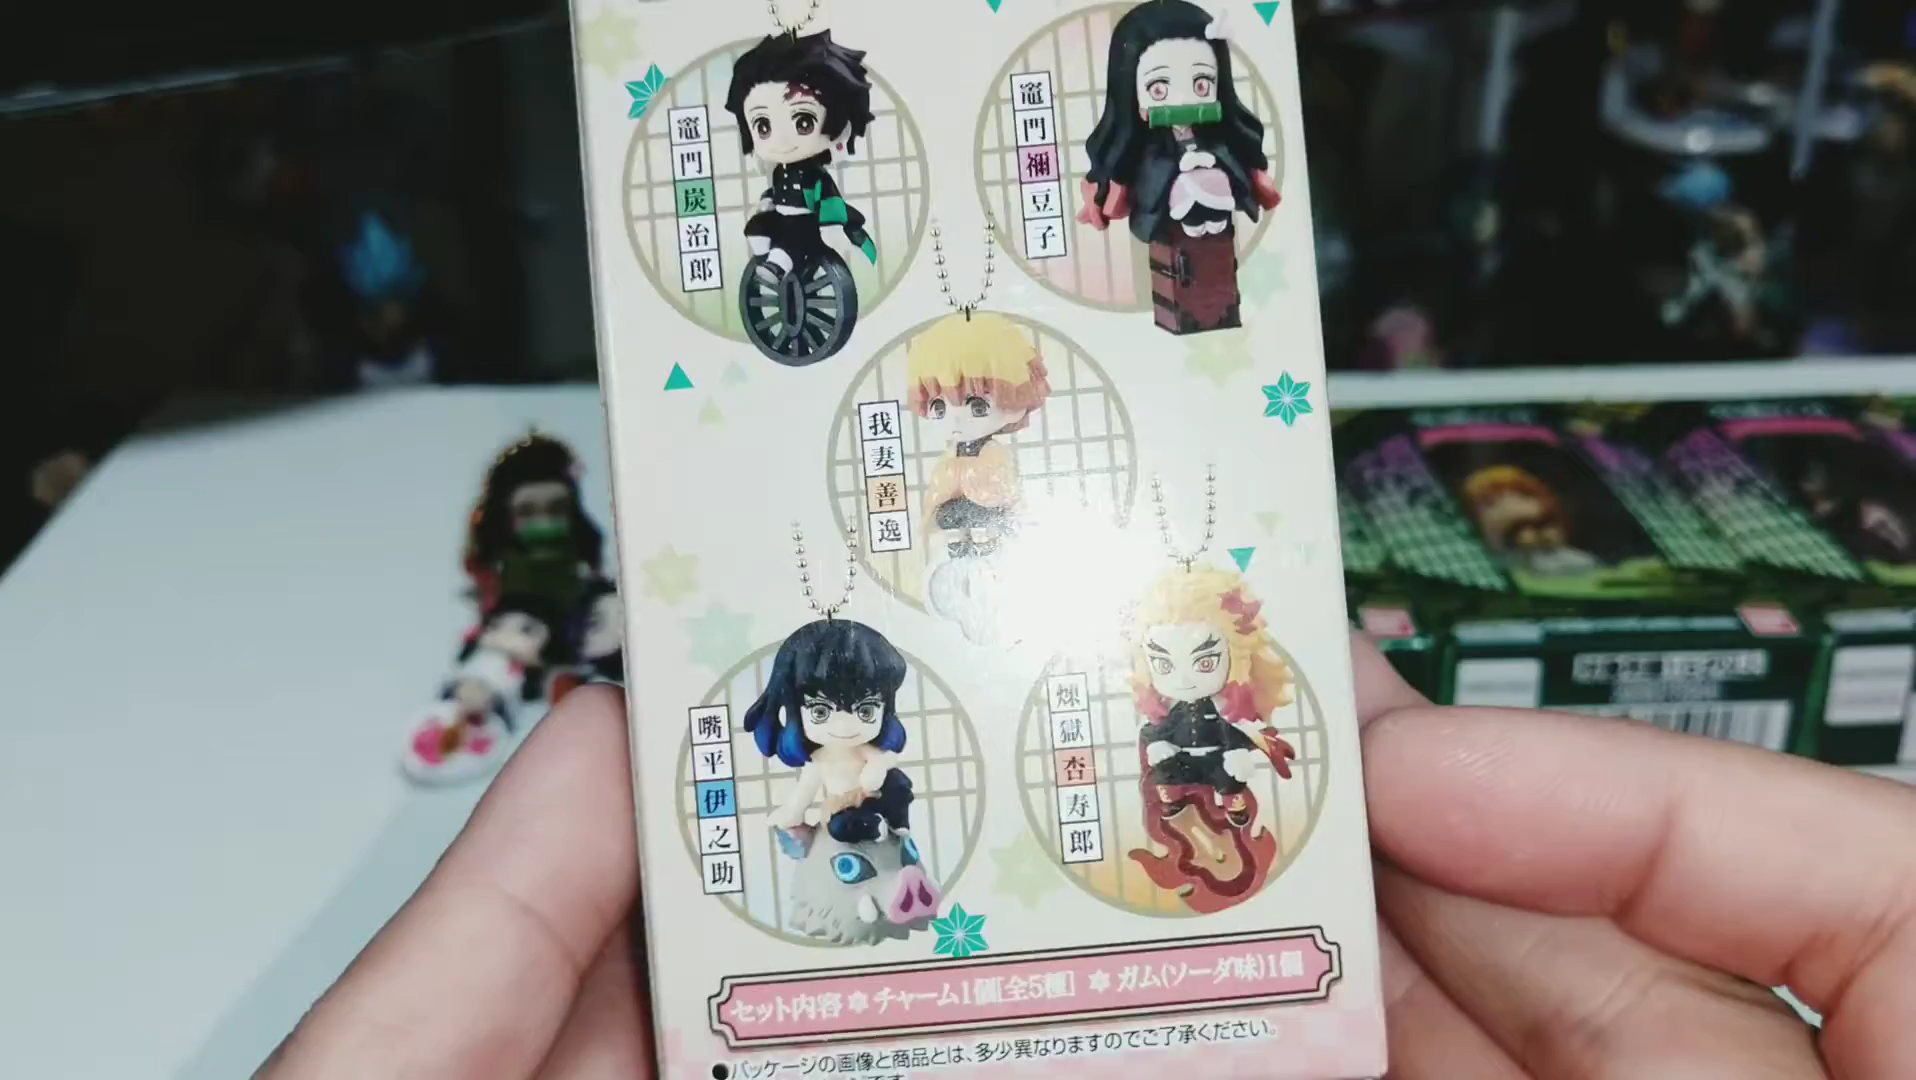 竈門炭治郎
竈門禰豆子
我妻善逸
嘴平伊之助
煉獄杏寿郎
セット内容✽チャーム1個[全5種] ✽ガム(ソーダ味)1個
●パッケージの画像と商品とは、多少異なりますのでご了承ください。